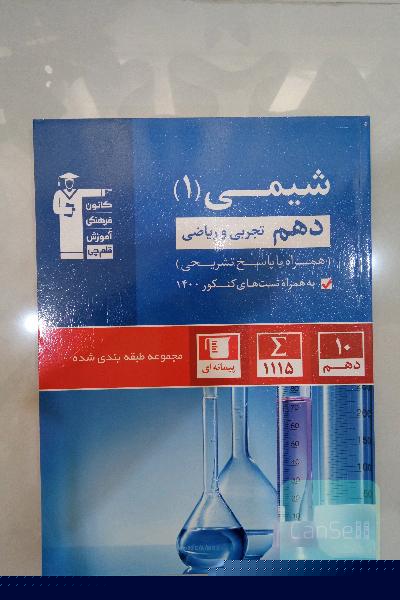 شیمی (۱)
دهم تجربی و ریاضی
(همراه با پاسخ تشریحی)
به همراه تست‌های کنکور ۱۴۰۰
کانون
فرهنگی
آموزش
قلم‌چی
۱۰
دهم
Σ
۱۱۱۵
پیمانه‌ای
مجموعه طبقه بندی شده
CanSell